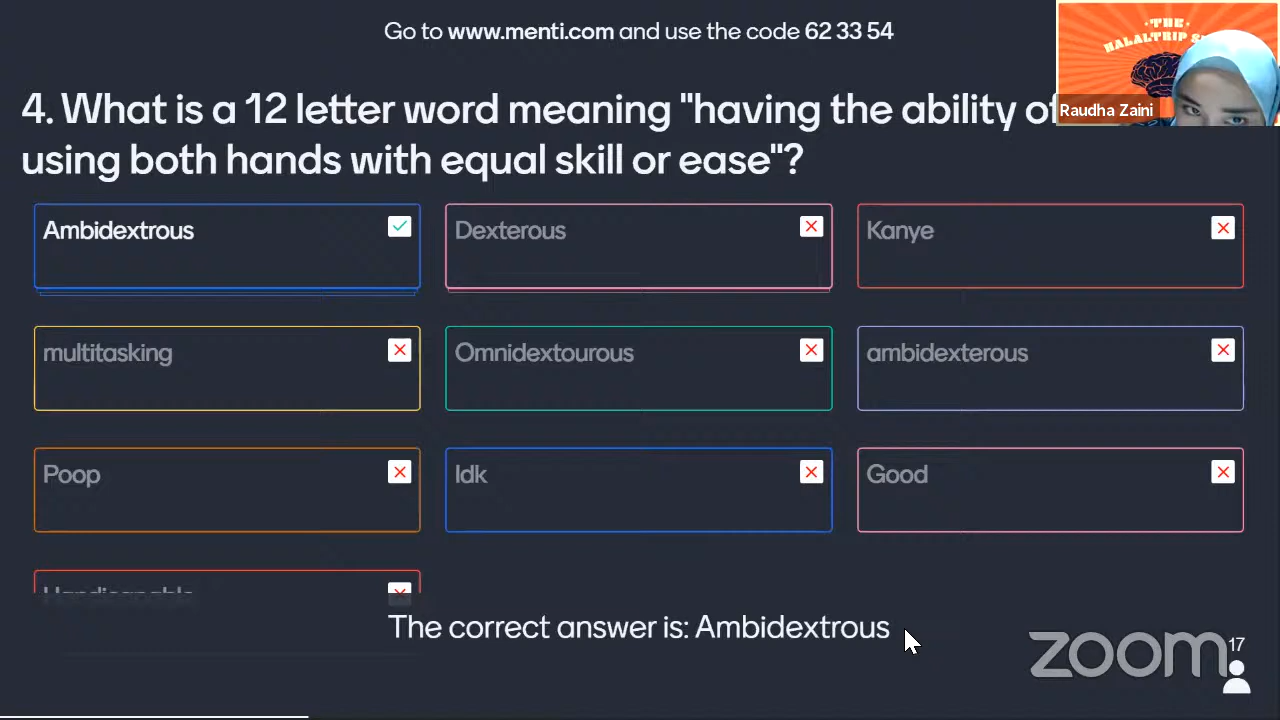 Go to www.menti.com and use the code 62 33 54
THE
HALALTRIP
Raudha Zaini
4. What is a 12 letter word meaning "having the ability of
using both hands with equal skill or ease"?
Ambidextrous
Dexterous
Kanye
multitasking
Omnidextourous
ambidexterous
Poop
Idk
Good
The correct answer is: Ambidextrous
zoom
17